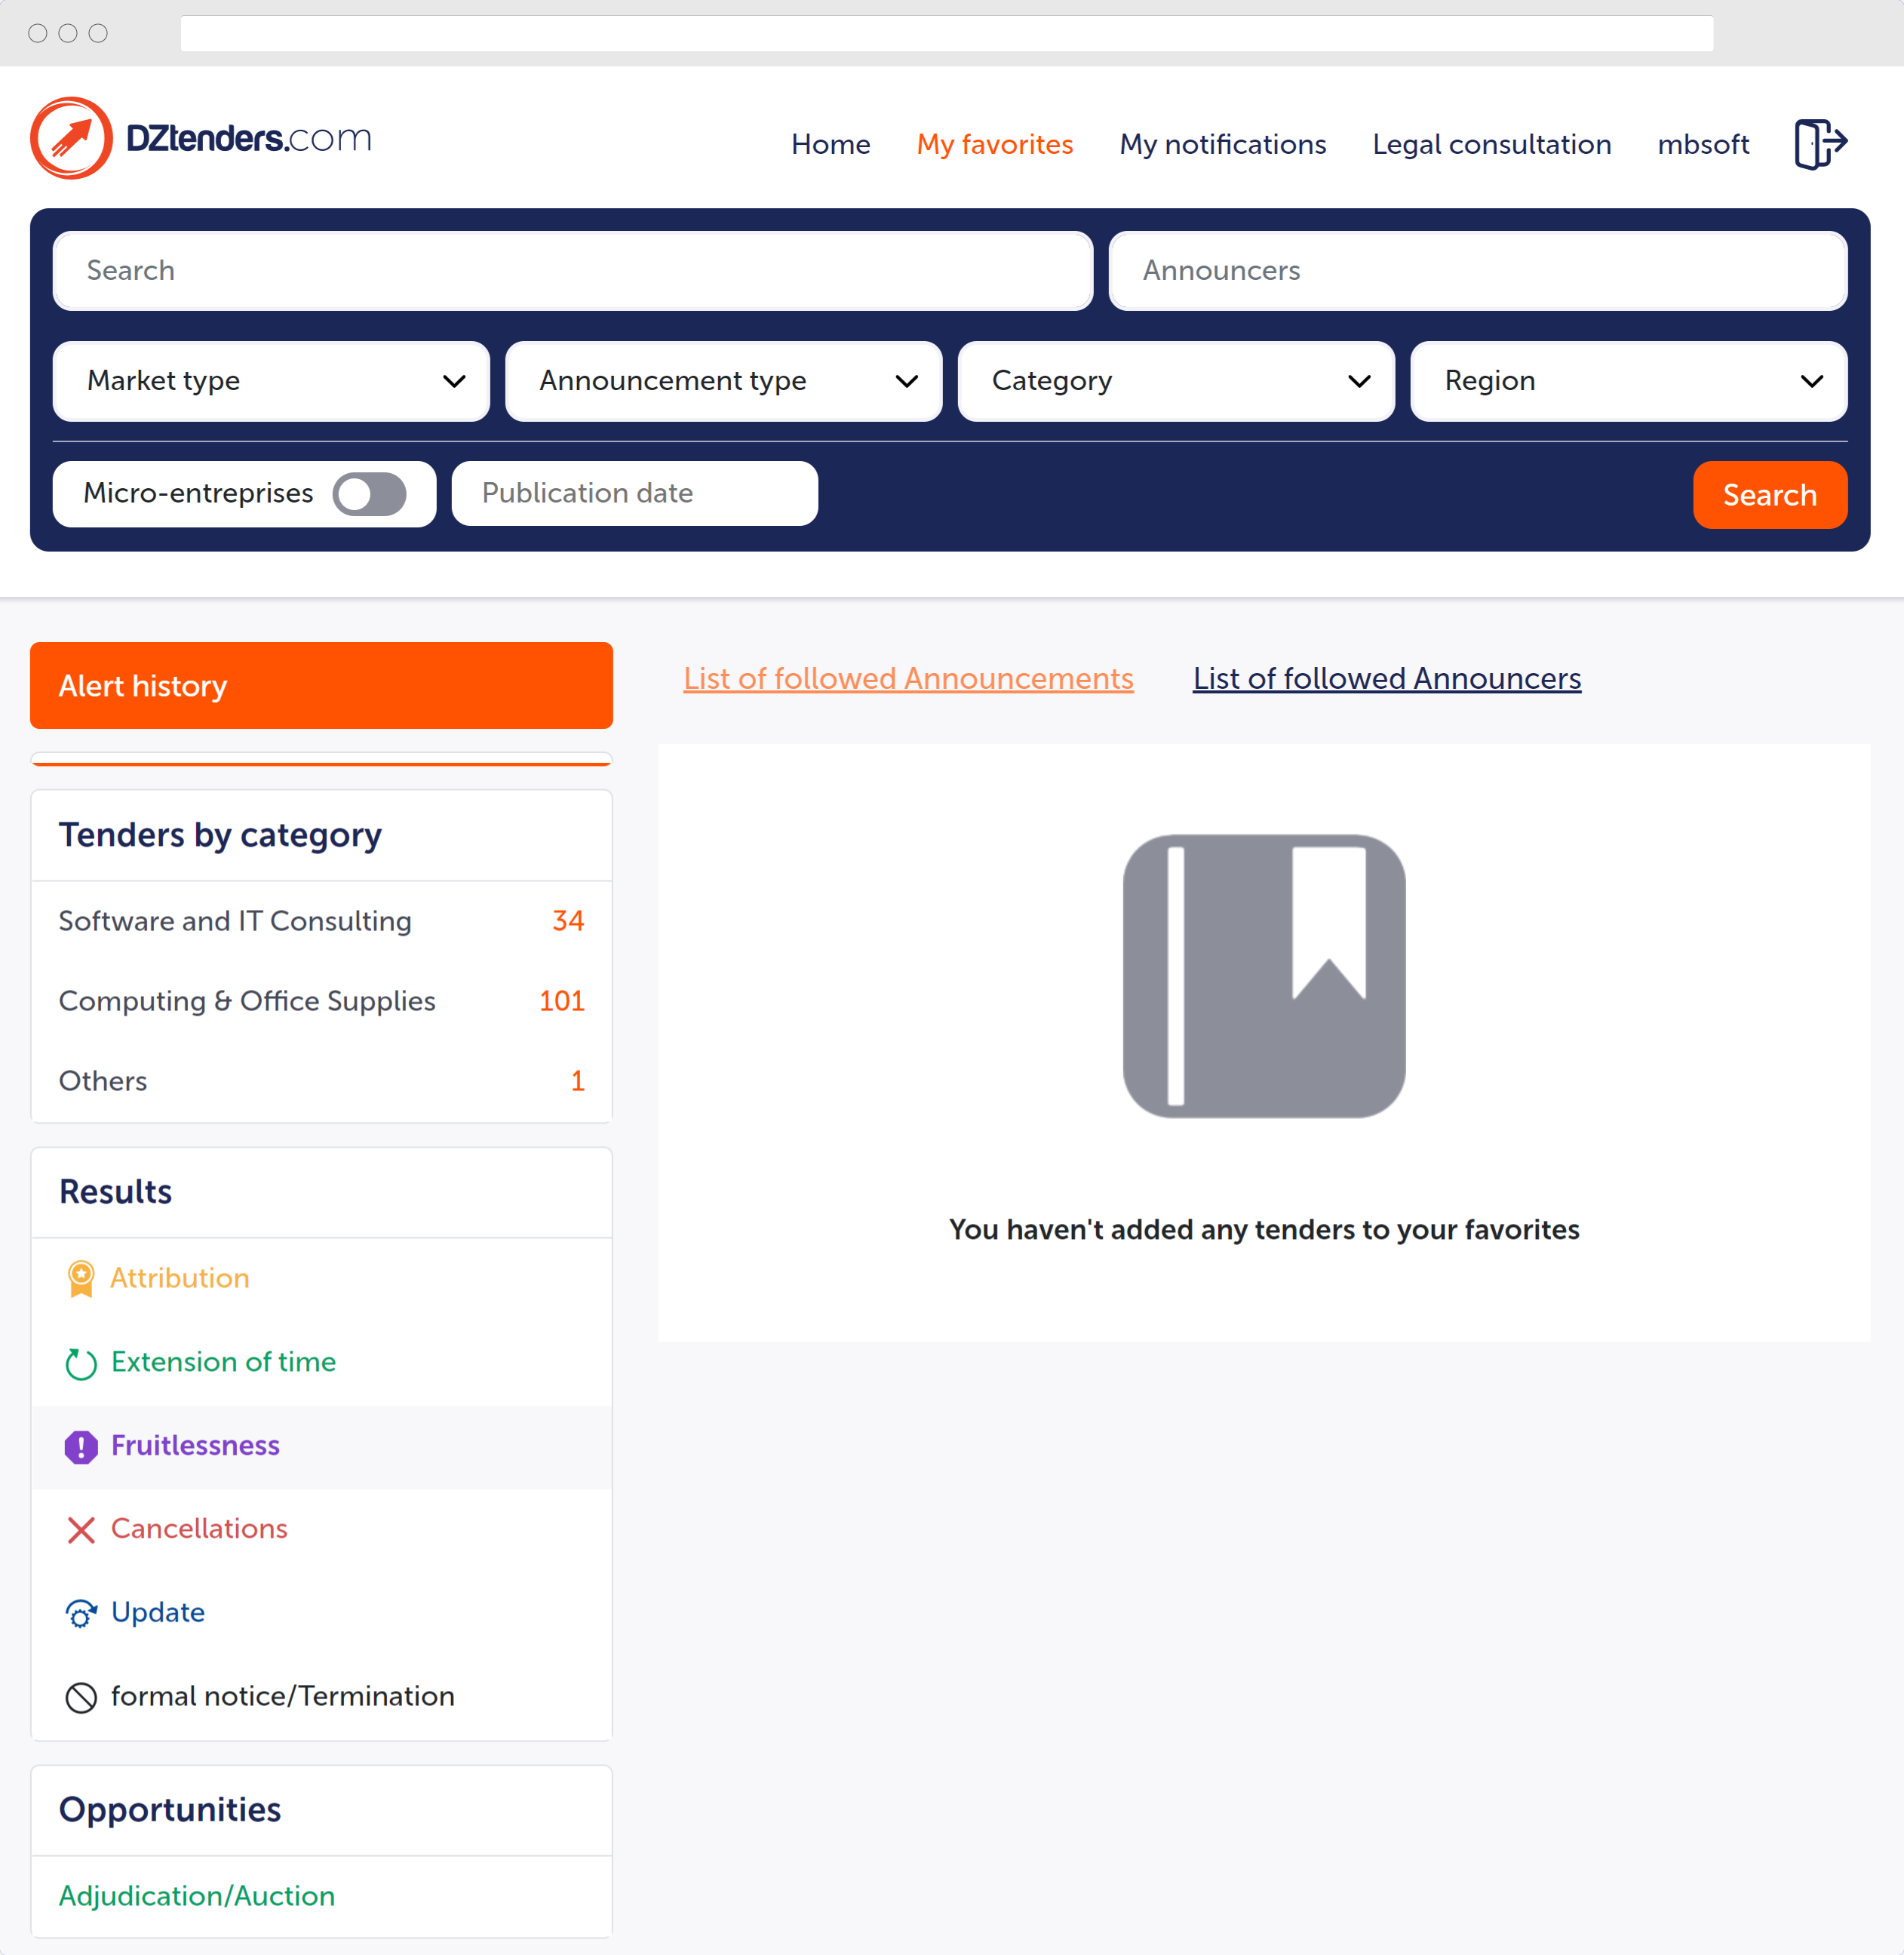 DZtenders.com
Home My favorites My notifications Legal consultation mbsoft
Search Announcers
Market type Announcement type Category Region
Micro-entreprises Publication date Search
Alert history
List of followed Announcements List of followed Announcers
Tenders by category
Software and IT Consulting 34
Computing & Office Supplies 101
Others 1
You haven't added any tenders to your favorites
Results
Attribution
Extension of time
Fruitlessness
Cancellations
Update
formal notice/Termination
Opportunities
Adjudication/Auction